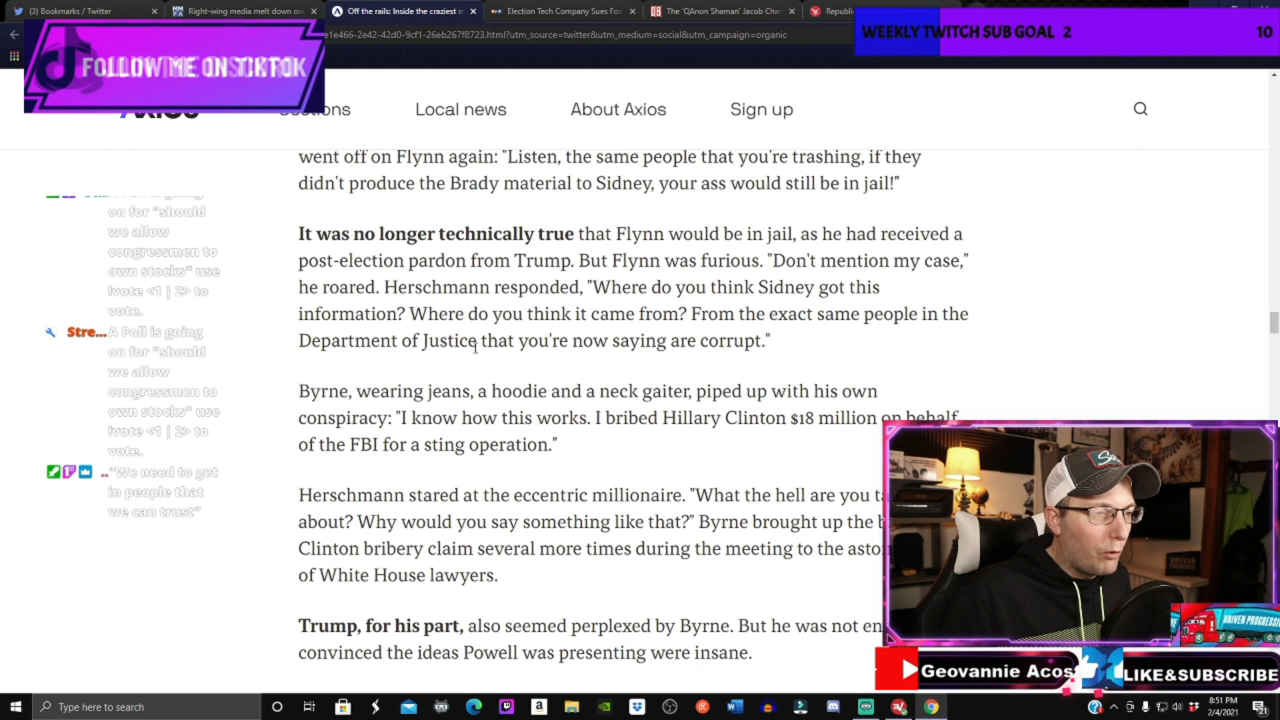 (3) Bookmarks / Twitter
Right-wing media melt down ov
Off the rails: Inside the craziest m
Election Tech Company Sues Fox
The 'QAnon Shaman' Jacob Chan
Republic
e1e466-2e42-42d0-9cf1-26eb267f8723.html?utm_source=twitter&utm_medium=social&utm_campaign=organic
WEEKLY TWITCH SUB GOAL 2
10
FOLLOW ME ON TIKTOK
Axios
Sections
Local news
About Axios
Sign up
went off on Flynn again: "Listen, the same people that you're trashing, if they
didn't produce the Brady material to Sidney, your ass would still be in jail!"
It was no longer technically true that Flynn would be in jail, as he had received a
post-election pardon from Trump. But Flynn was furious. "Don't mention my case,"
he roared. Herschmann responded, "Where do you think Sidney got this
information? Where do you think it came from? From the exact same people in the
Department of Justice that you're now saying are corrupt."
Byrne, wearing jeans, a hoodie and a neck gaiter, piped up with his own
conspiracy: "I know how this works. I bribed Hillary Clinton $18 million on behalf
of the FBI for a sting operation."
Herschmann stared at the eccentric millionaire. "What the hell are you ta
about? Why would you say something like that?" Byrne brought up the b
Clinton bribery claim several more times during the meeting to the aston
of White House lawyers.
Trump, for his part, also seemed perplexed by Byrne. But he was not en
convinced the ideas Powell was presenting were insane.
on for "should
we allow
congressmen to
own stocks" use
!vote <1 | 2> to
vote.
Stre... A Poll is going
on for "should
we allow
congressmen to
own stocks" use
!vote <1 | 2> to
vote.
.. "We need to get
in people that
we can trust"
DRIVEN PROGRESSI
Geovannie Acos
LIKE&SUBSCRIBE
Type here to search
8:51 PM
2/4/2021
21